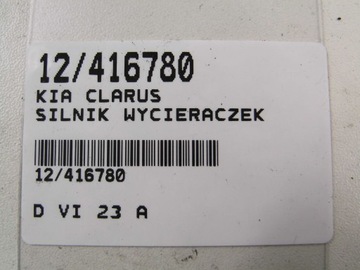 12/416780
KIA CLARUS
SILNIK WYCIERACZEK
12/416780
D VI 23 A